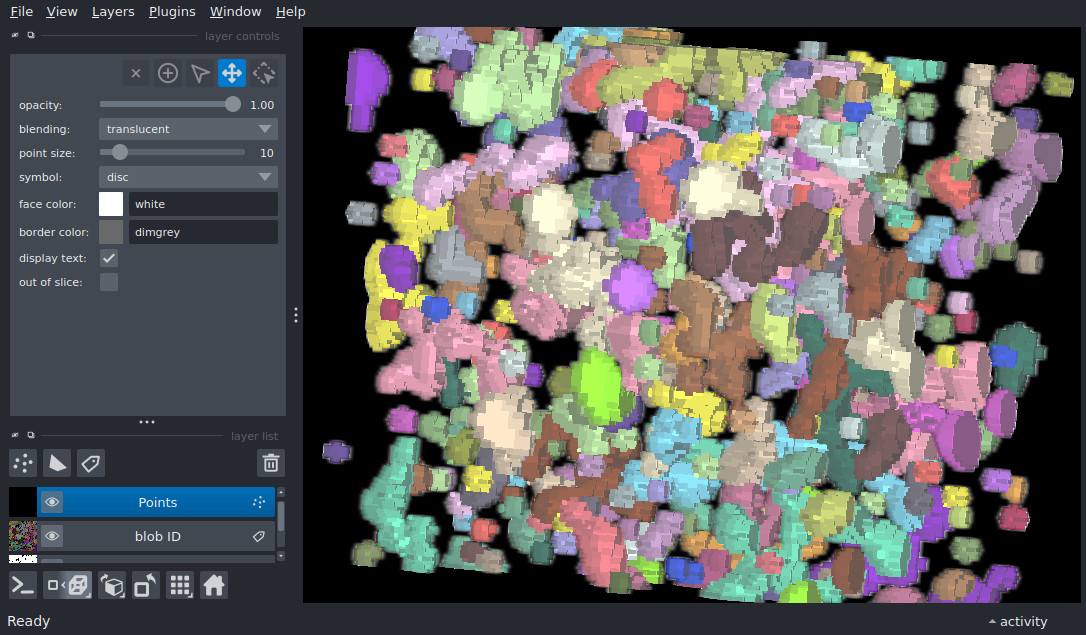 File View Layers Plugins Window Help
layer controls
opacity: 1.00
blending: translucent
point size: 10
symbol: disc
face color: white
border color: dimgrey
display text:
out of slice:
layer list
Points
blob ID
Ready
activity